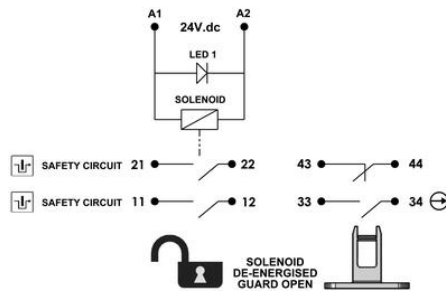 A1 A2
24V.dc
LED 1
SOLENOID
SAFETY CIRCUIT 21 22 43 44
SAFETY CIRCUIT 11 12 33 34
SOLENOID
DE-ENERGISED
GUARD OPEN